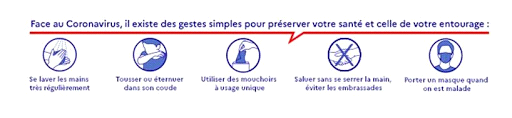 Face au Coronavirus, il existe des gestes simples pour préserver votre santé et celle de votre entourage :
Se laver les mains
très régulièrement
Tousser ou éternuer
dans son coude
Utiliser des mouchoirs
à usage unique
Saluer sans se serrer la main,
éviter les embrassades
Porter un masque quand
on est malade